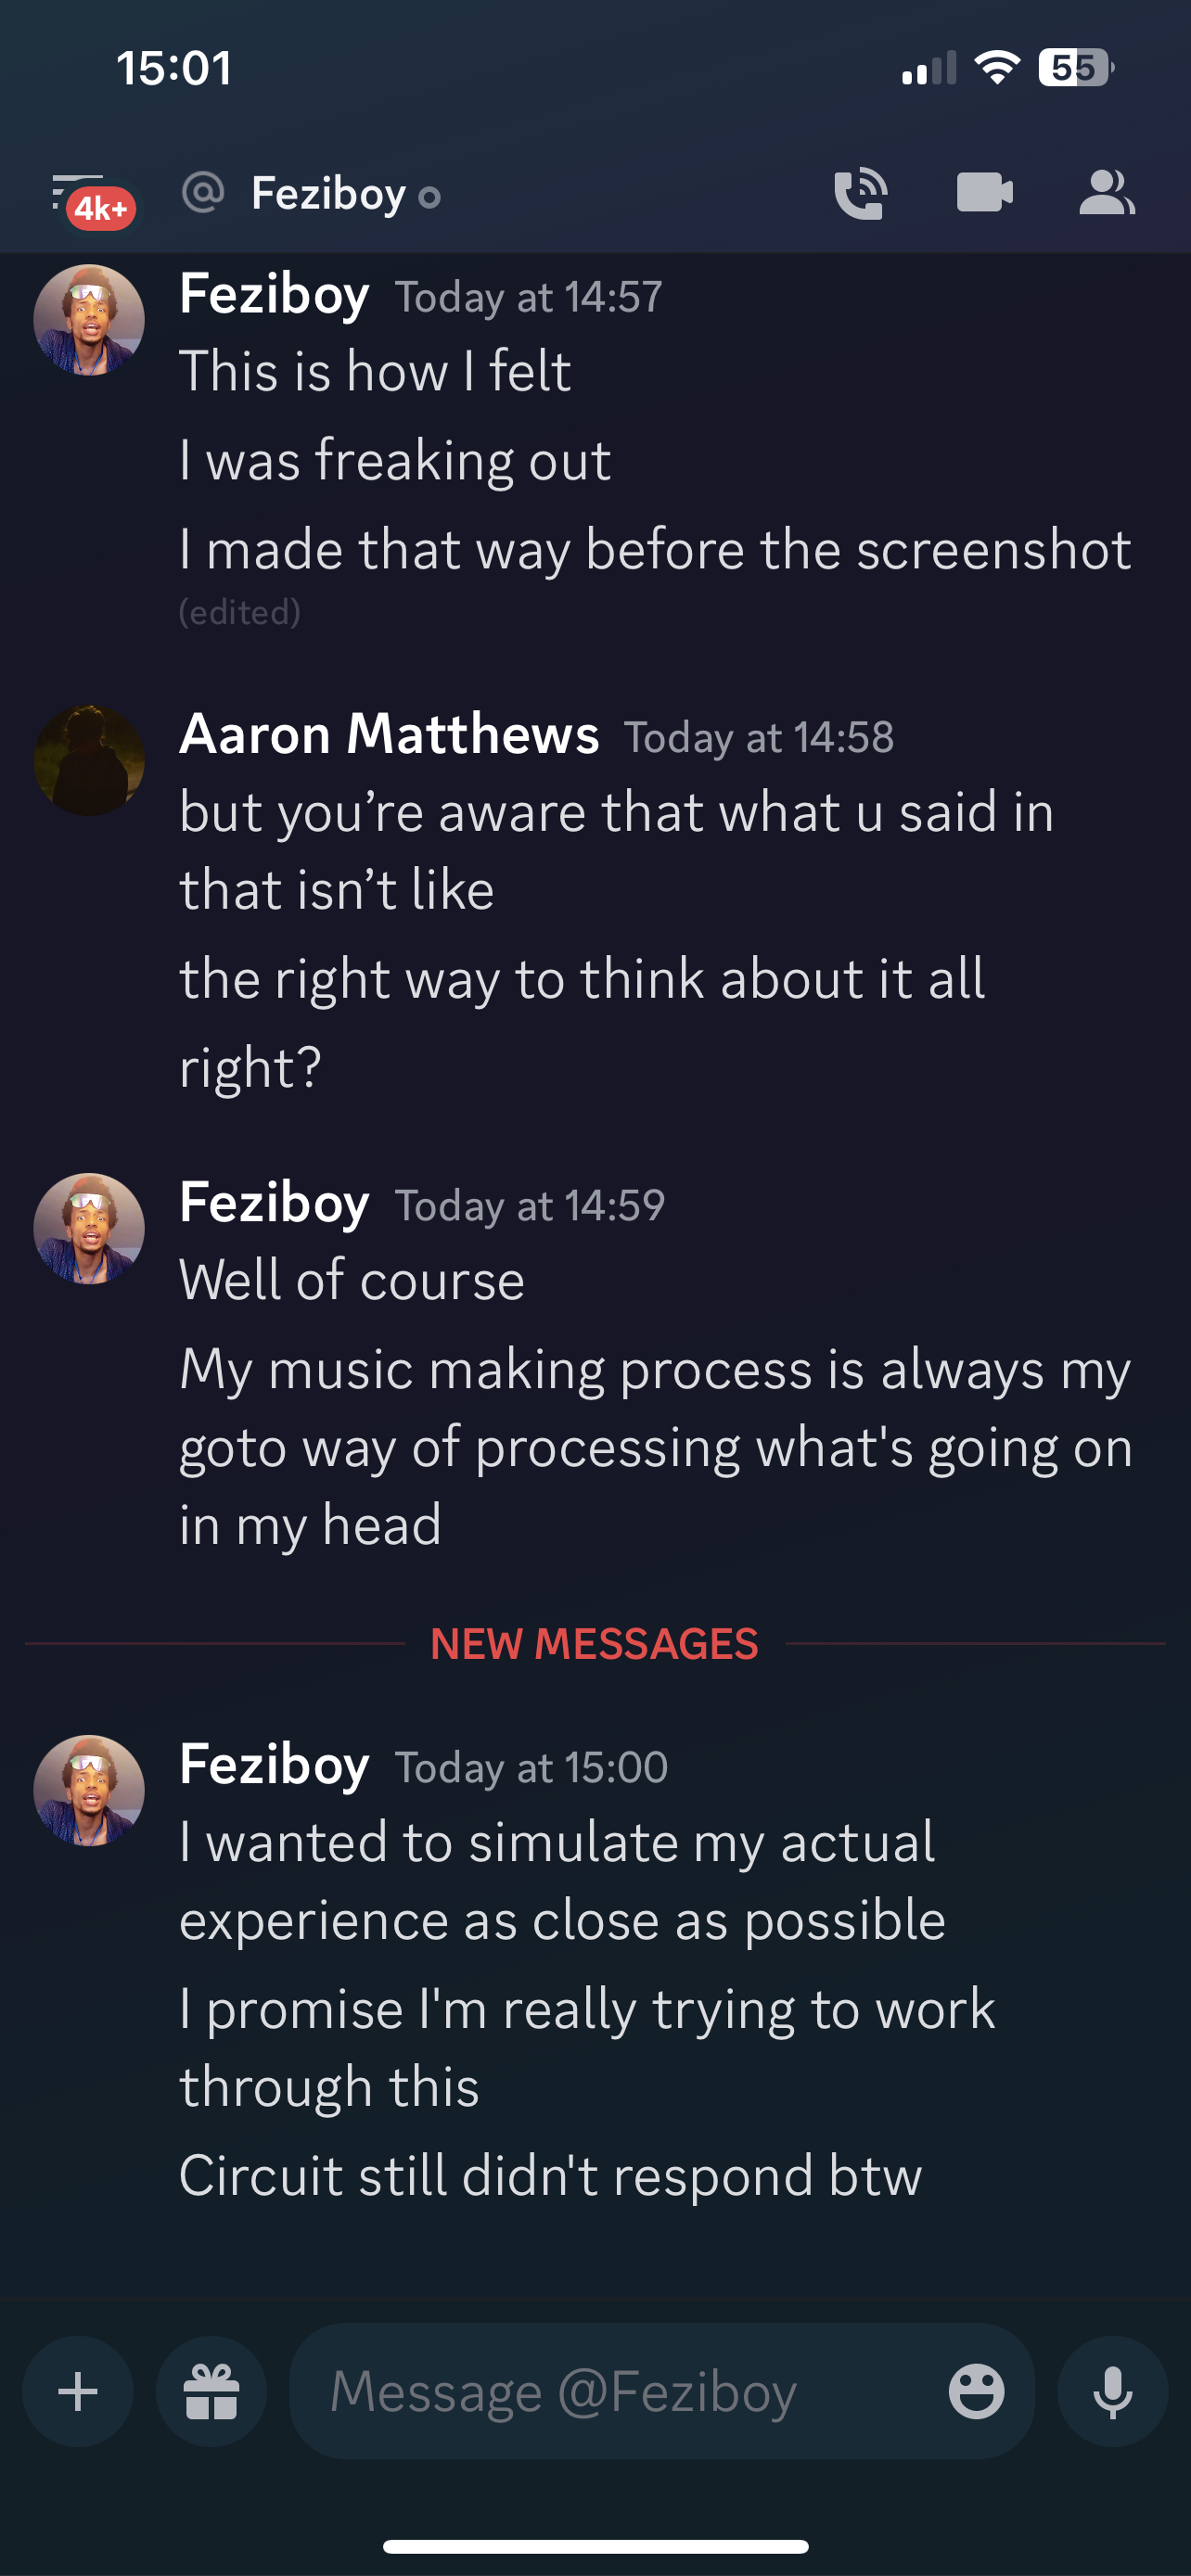 15:01
55
4k+
@ Feziboy
Feziboy Today at 14:57
This is how I felt
I was freaking out
I made that way before the screenshot
(edited)
Aaron Matthews Today at 14:58
but you’re aware that what u said in
that isn’t like
the right way to think about it all
right?
Feziboy Today at 14:59
Well of course
My music making process is always my
goto way of processing what's going on
in my head
NEW MESSAGES
Feziboy Today at 15:00
I wanted to simulate my actual
experience as close as possible
I promise I'm really trying to work
through this
Circuit still didn't respond btw
Message @Feziboy